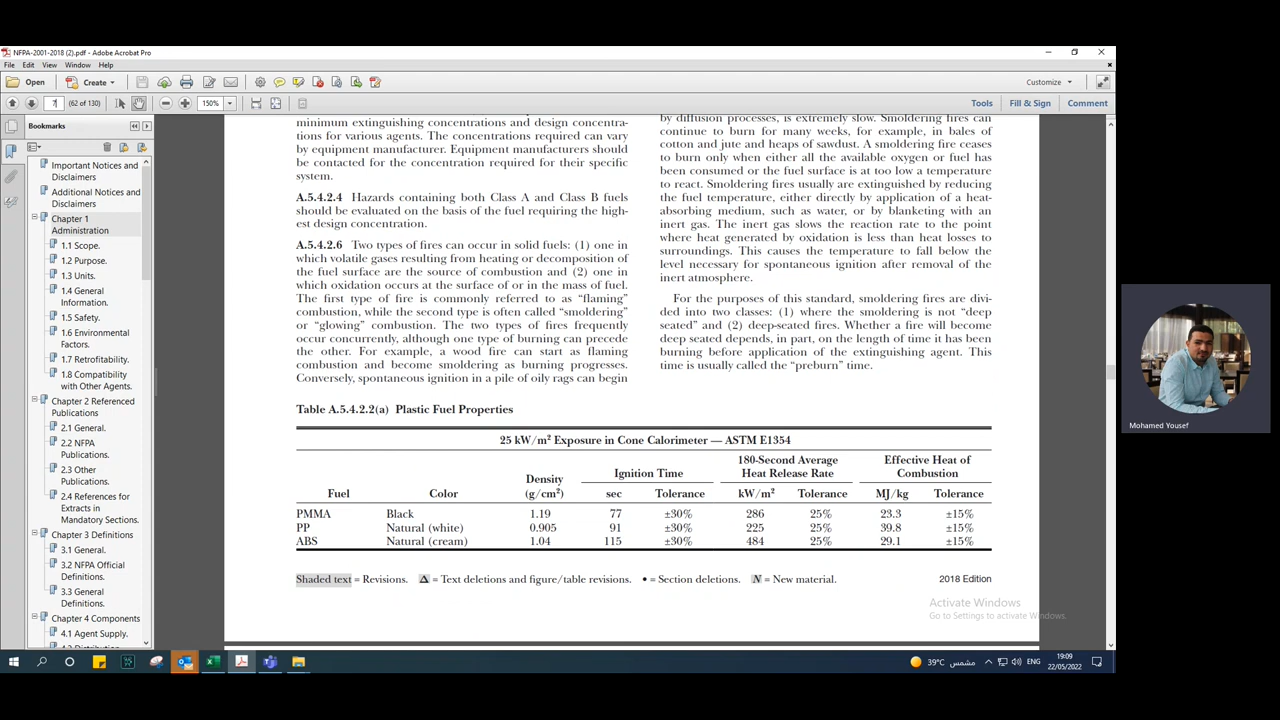 NFPA-2001-2018 (2).pdf - Adobe Acrobat Pro
File Edit View Window Help
Open Create Customize
(62 of 130) 150% Tools Fill & Sign Comment
Bookmarks
Important Notices and
Disclaimers
Additional Notices and
Disclaimers
Chapter 1
Administration
1.1 Scope.
1.2 Purpose.
1.3 Units.
1.4 General
Information.
1.5 Safety.
1.6 Environmental
Factors.
1.7 Retrofitability.
1.8 Compatibility
with Other Agents.
Chapter 2 Referenced
Publications
2.1 General.
2.2 NFPA
Publications.
2.3 Other
Publications.
2.4 References for
Extracts in
Mandatory Sections.
Chapter 3 Definitions
3.1 General.
3.2 NFPA Official
Definitions.
3.3 General
Definitions.
Chapter 4 Components
4.1 Agent Supply.
minimum extinguishing concentrations and design concentra-
tions for various agents. The concentrations required can vary
by equipment manufacturer. Equipment manufacturers should
be contacted for the concentration required for their specific
system.
A.5.4.2.4 Hazards containing both Class A and Class B fuels
should be evaluated on the basis of the fuel requiring the high-
est design concentration.
A.5.4.2.6 Two types of fires can occur in solid fuels: (1) one in
which volatile gases resulting from heating or decomposition of
the fuel surface are the source of combustion and (2) one in
which oxidation occurs at the surface of or in the mass of fuel.
The first type of fire is commonly referred to as “flaming”
combustion, while the second type is often called “smoldering”
or “glowing” combustion. The two types of fires frequently
occur concurrently, although one type of burning can precede
the other. For example, a wood fire can start as flaming
combustion and become smoldering as burning progresses.
Conversely, spontaneous ignition in a pile of oily rags can begin
by diffusion processes, is extremely slow. Smoldering fires can
continue to burn for many weeks, for example, in bales of
cotton and jute and heaps of sawdust. A smoldering fire ceases
to burn only when either all the available oxygen or fuel has
been consumed or the fuel surface is at too low a temperature
to react. Smoldering fires usually are extinguished by reducing
the fuel temperature, either directly by application of a heat-
absorbing medium, such as water, or by blanketing with an
inert gas. The inert gas slows the reaction rate to the point
where heat generated by oxidation is less than heat losses to
surroundings. This causes the temperature to fall below the
level necessary for spontaneous ignition after removal of the
inert atmosphere.
For the purposes of this standard, smoldering fires are divi-
ded into two classes: (1) where the smoldering is not “deep
seated” and (2) deep-seated fires. Whether a fire will become
deep seated depends, in part, on the length of time it has been
burning before application of the extinguishing agent. This
time is usually called the “preburn” time.
Table A.5.4.2.2(a) Plastic Fuel Properties
25 kW/m² Exposure in Cone Calorimeter — ASTM E1354
180-Second Average Effective Heat of
Density Ignition Time Heat Release Rate Combustion
Fuel Color (g/cm³) sec Tolerance kW/m² Tolerance MJ/kg Tolerance
PMMA Black 1.19 77 ±30% 286 25% 23.3 ±15%
PP Natural (white) 0.905 91 ±30% 225 25% 39.8 ±15%
ABS Natural (cream) 1.04 115 ±30% 484 25% 29.1 ±15%
Shaded text = Revisions. Δ = Text deletions and figure/table revisions. • = Section deletions. N = New material. 2018 Edition
Activate Windows
Go to Settings to activate Windows.
Mohamed Yousef
39°C مشمس ENG 19:09
22/05/2022